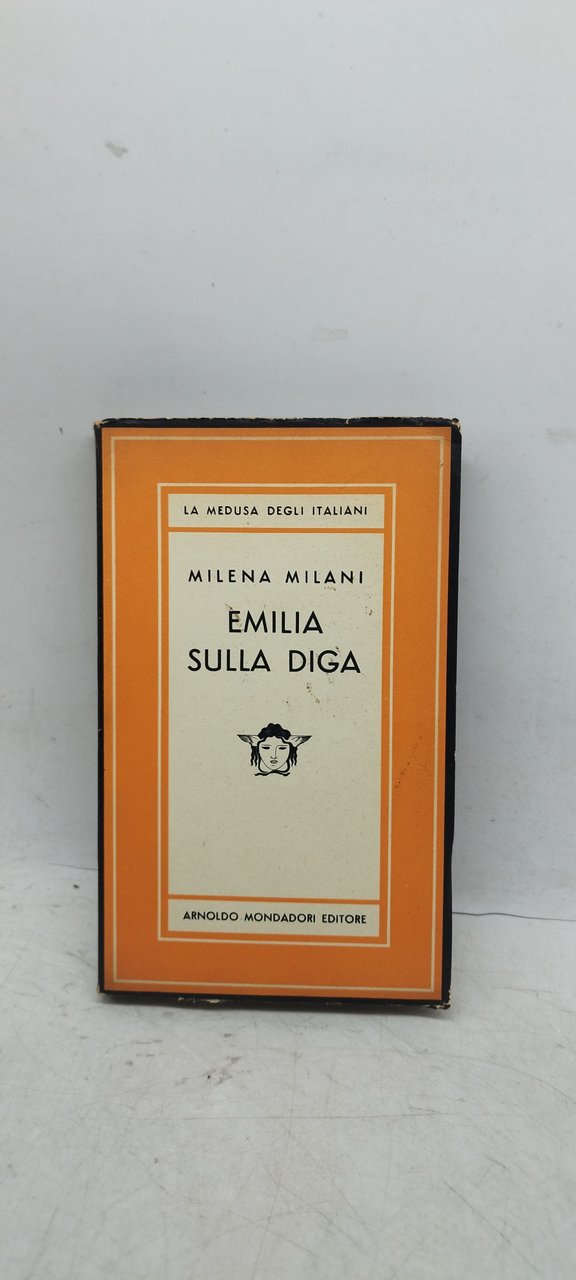 LA MEDUSA DEGLI ITALIANI
MILENA MILANI
EMILIA
SULLA DIGA
ARNOLDO MONDADORI EDITORE